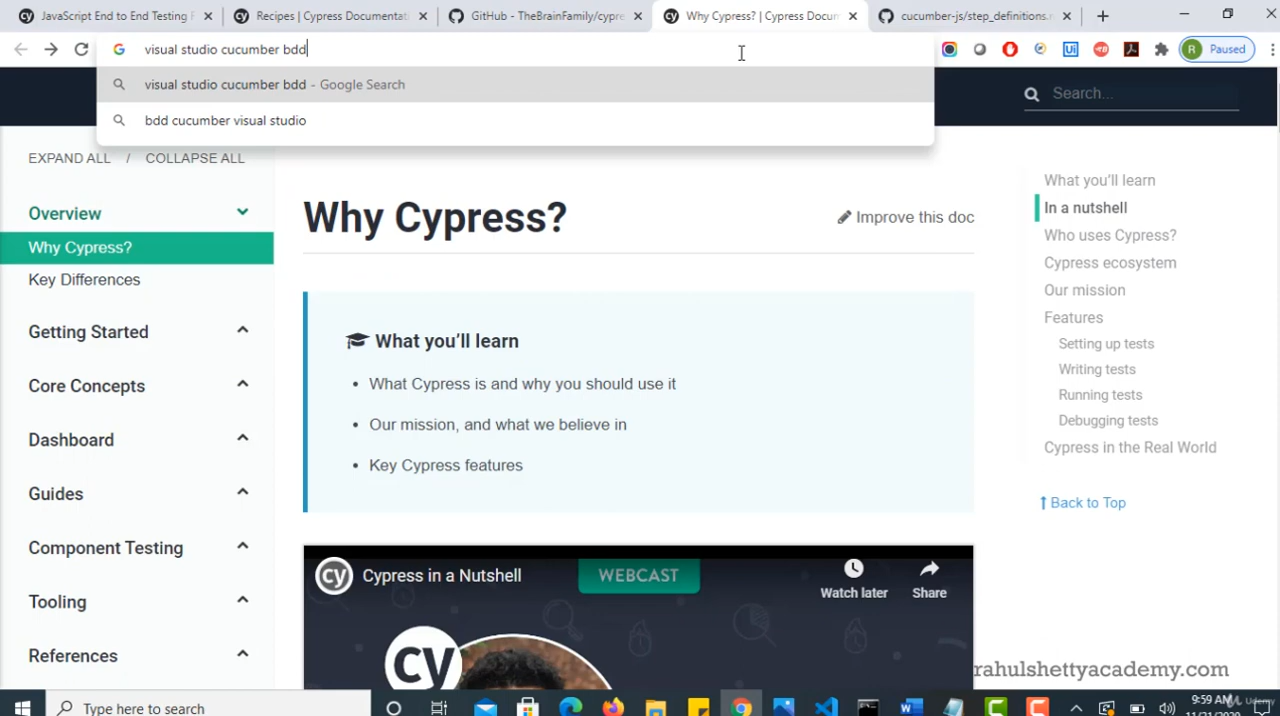 JavaScript End to End Testing F
Recipes | Cypress Documentati
GitHub - TheBrainFamily/cypre
Why Cypress? | Cypress Docum
cucumber-js/step_definitions.m
visual studio cucumber bdd
R Paused
visual studio cucumber bdd - Google Search
bdd cucumber visual studio
Search...
EXPAND ALL / COLLAPSE ALL
Overview
Why Cypress?
Key Differences
Getting Started
Core Concepts
Dashboard
Guides
Component Testing
Tooling
References
Why Cypress?
Improve this doc
What you'll learn
• What Cypress is and why you should use it
• Our mission, and what we believe in
• Key Cypress features
cy Cypress in a Nutshell
WEBCAST
Watch later
Share
cy
What you'll learn
In a nutshell
Who uses Cypress?
Cypress ecosystem
Our mission
Features
Setting up tests
Writing tests
Running tests
Debugging tests
Cypress in the Real World
Back to Top
rahulshettyacademy.com
Type here to search
9:59 AM
Udemy